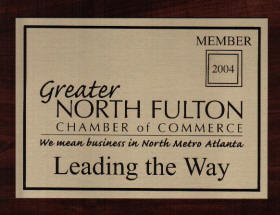 MEMBER
2004
Greater
NORTH FULTON
CHAMBER of COMMERCE
We mean business in North Metro Atlanta
Leading the Way